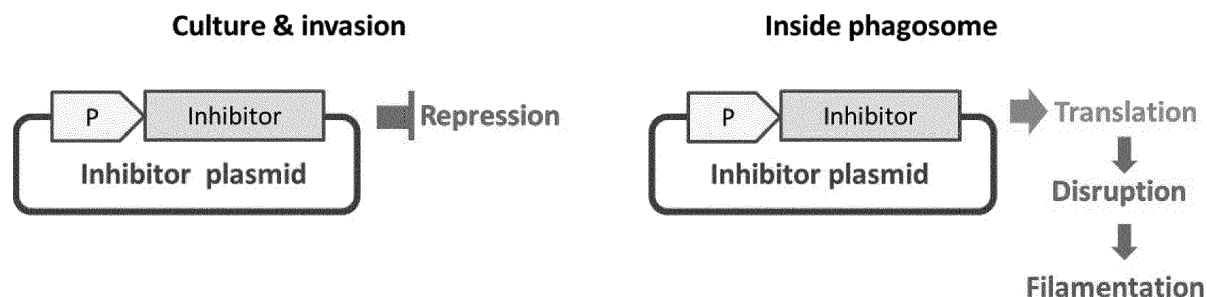 Culture & invasion
P
Inhibitor
Repression
Inhibitor plasmid
Inside phagosome
P
Inhibitor
Translation
Inhibitor plasmid
Disruption
Filamentation